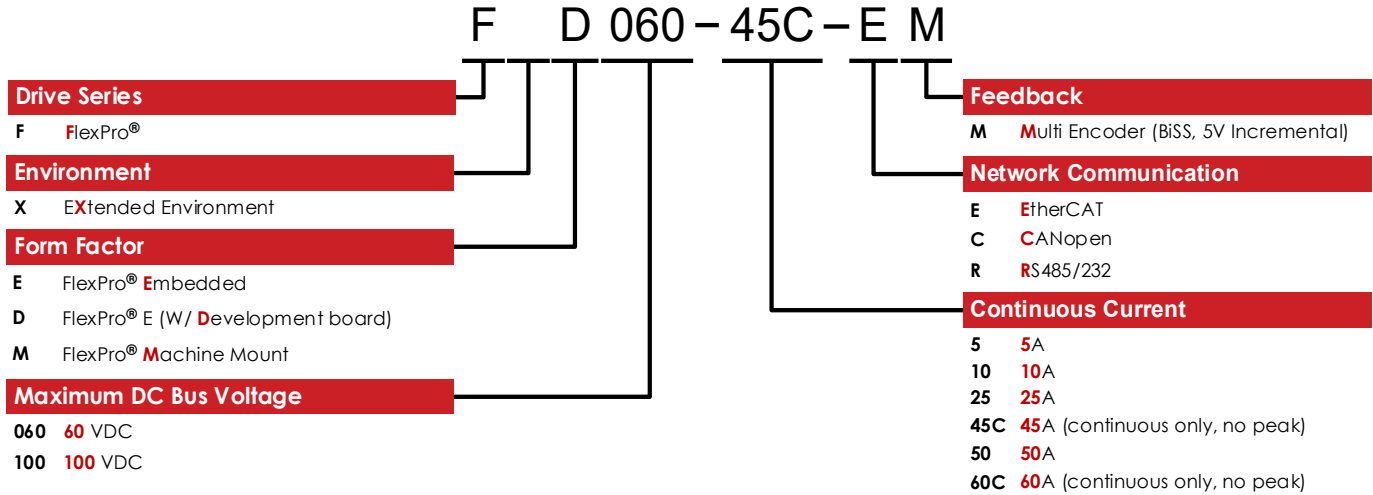 F D 060 – 45C – E M
Drive Series
F FlexPro®
Environment
X EXtended Environment
Form Factor
E FlexPro® Embedded
D FlexPro® E (W/ Development board)
M FlexPro® Machine Mount
Maximum DC Bus Voltage
060 60 VDC
100 100 VDC
Feedback
M Multi Encoder (BiSS, 5V Incremental)
Network Communication
E EtherCAT
C CANopen
R RS485/232
Continuous Current
5 5A
10 10A
25 25A
45C 45A (continuous only, no peak)
50 50A
60C 60A (continuous only, no peak)